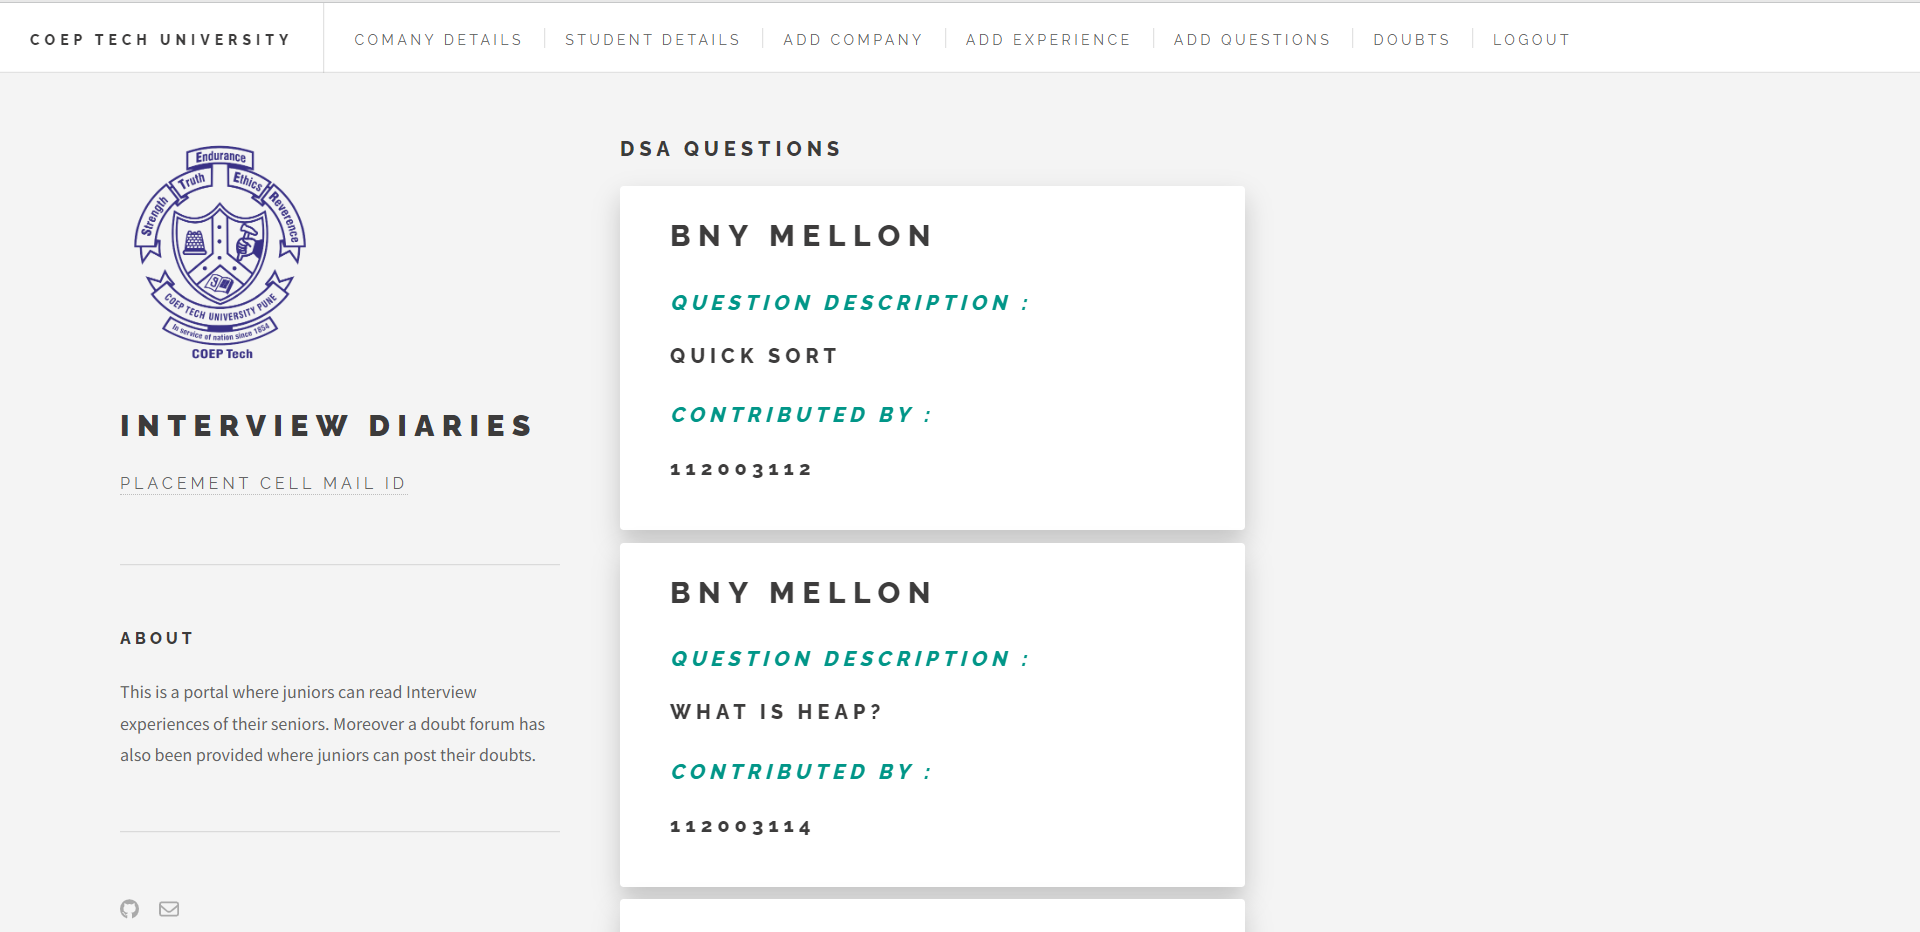 COEP TECH UNIVERSITY
COMANY DETAILS
STUDENT DETAILS
ADD COMPANY
ADD EXPERIENCE
ADD QUESTIONS
DOUBTS
LOGOUT
Endurance
Truth
Ethics
Strength
Reverence
COEP TECH UNIVERSITY PUNE
In service of nation since 1854
COEP Tech
INTERVIEW DIARIES
PLACEMENT CELL MAIL ID
ABOUT
This is a portal where juniors can read Interview
experiences of their seniors. Moreover a doubt forum has
also been provided where juniors can post their doubts.
DSA QUESTIONS
BNY MELLON
QUESTION DESCRIPTION :
QUICK SORT
CONTRIBUTED BY :
112003112
BNY MELLON
QUESTION DESCRIPTION :
WHAT IS HEAP?
CONTRIBUTED BY :
112003114